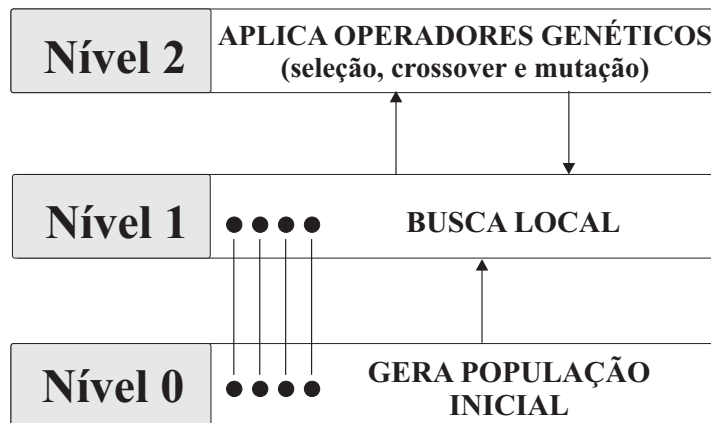 Nível 2
APLICA OPERADORES GENÉTICOS
(seleção, crossover e mutação)
Nível 1
BUSCA LOCAL
Nível 0
GERA POPULAÇÃO
INICIAL